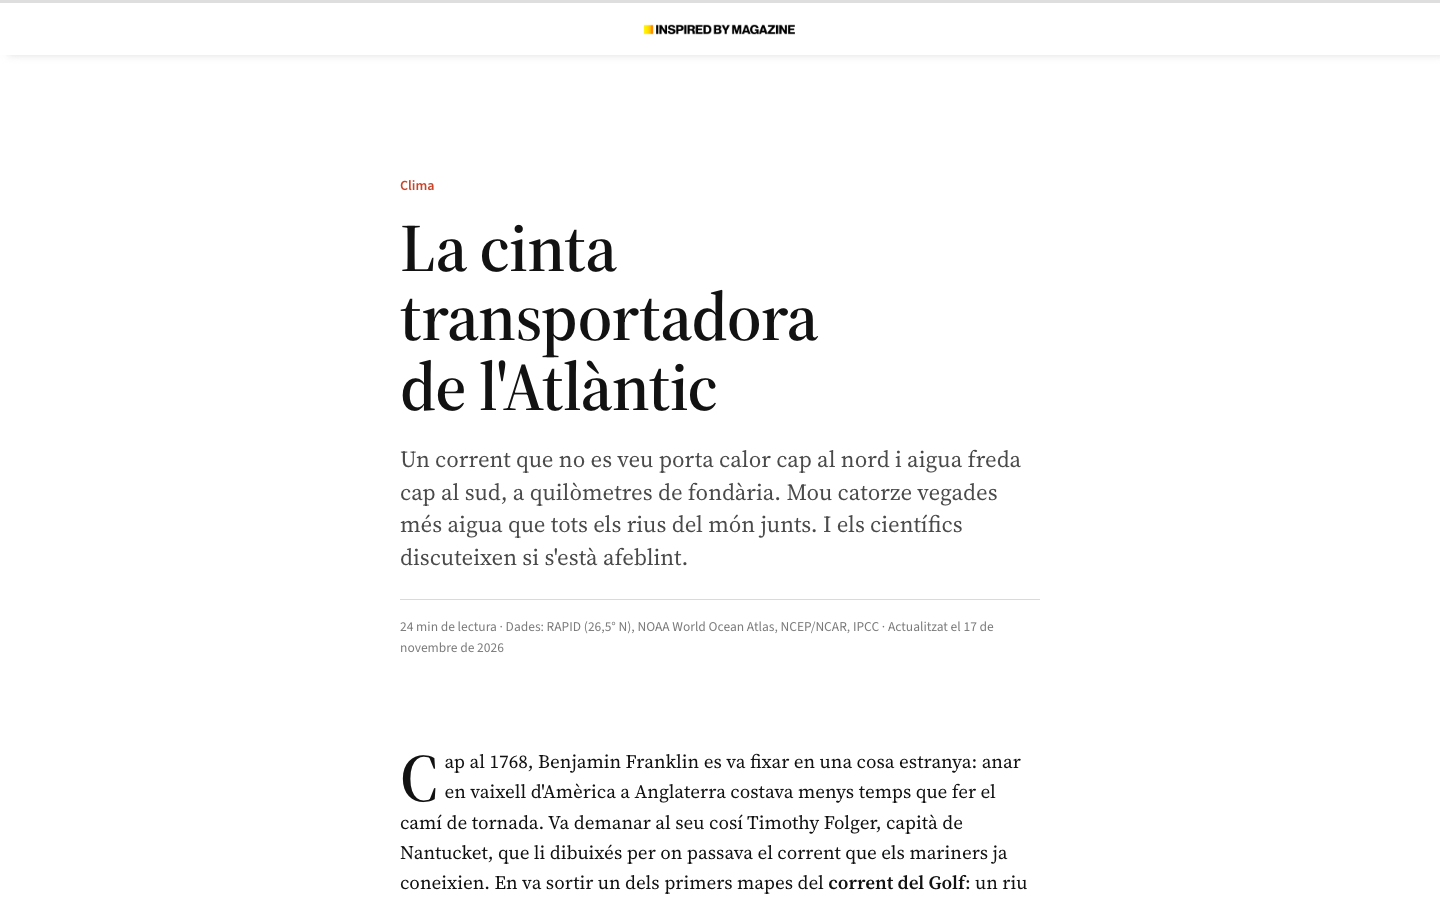 INSPIRED BY MAGAZINE
Clima
La cinta
transportadora
de l'Atlàntic
Un corrent que no es veu porta calor cap al nord i aigua freda
cap al sud, a quilòmetres de fondària. Mou catorze vegades
més aigua que tots els rius del món junts. I els científics
discuteixen si s'està afeblint.
24 min de lectura · Dades: RAPID (26,5° N), NOAA World Ocean Atlas, NCEP/NCAR, IPCC · Actualitzat el 17 de
novembre de 2026
Cap al 1768, Benjamin Franklin es va fixar en una cosa estranya: anar
en vaixell d'Amèrica a Anglaterra costava menys temps que fer el
camí de tornada. Va demanar al seu cosí Timothy Folger, capità de
Nantucket, que li dibuixés per on passava el corrent que els mariners ja
coneixien. En va sortir un dels primers mapes del corrent del Golf: un riu